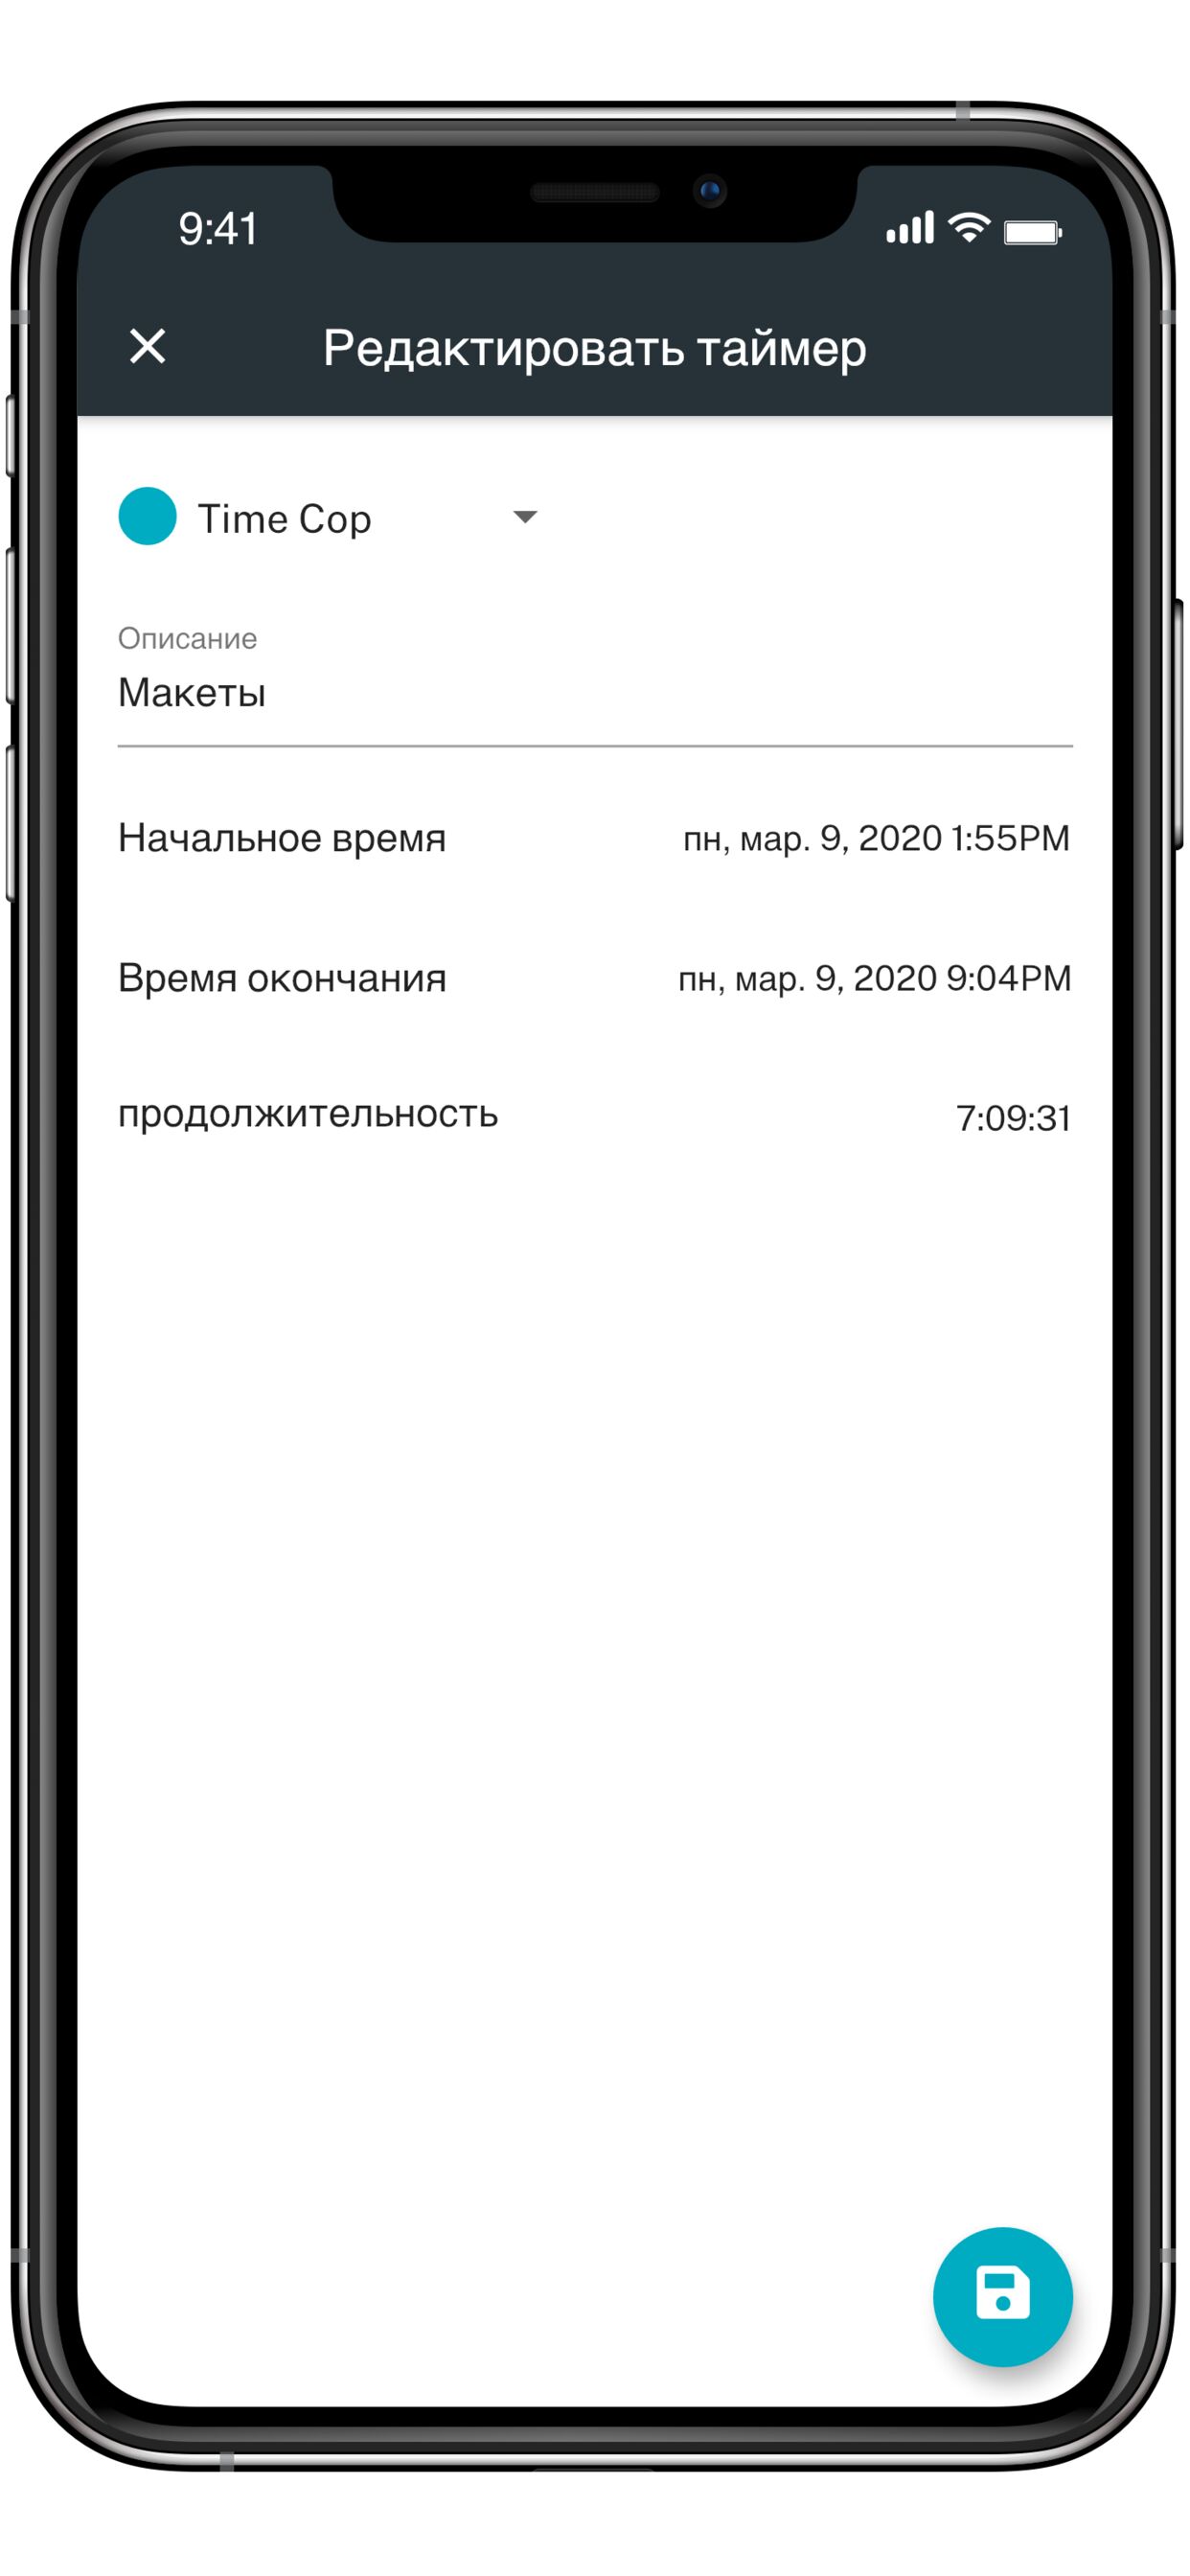 9:41
Редактировать таймер
Time Cop
Описание
Макеты
Начальное время пн, мар. 9, 2020 1:55PM
Время окончания пн, мар. 9, 2020 9:04PM
продолжительность 7:09:31